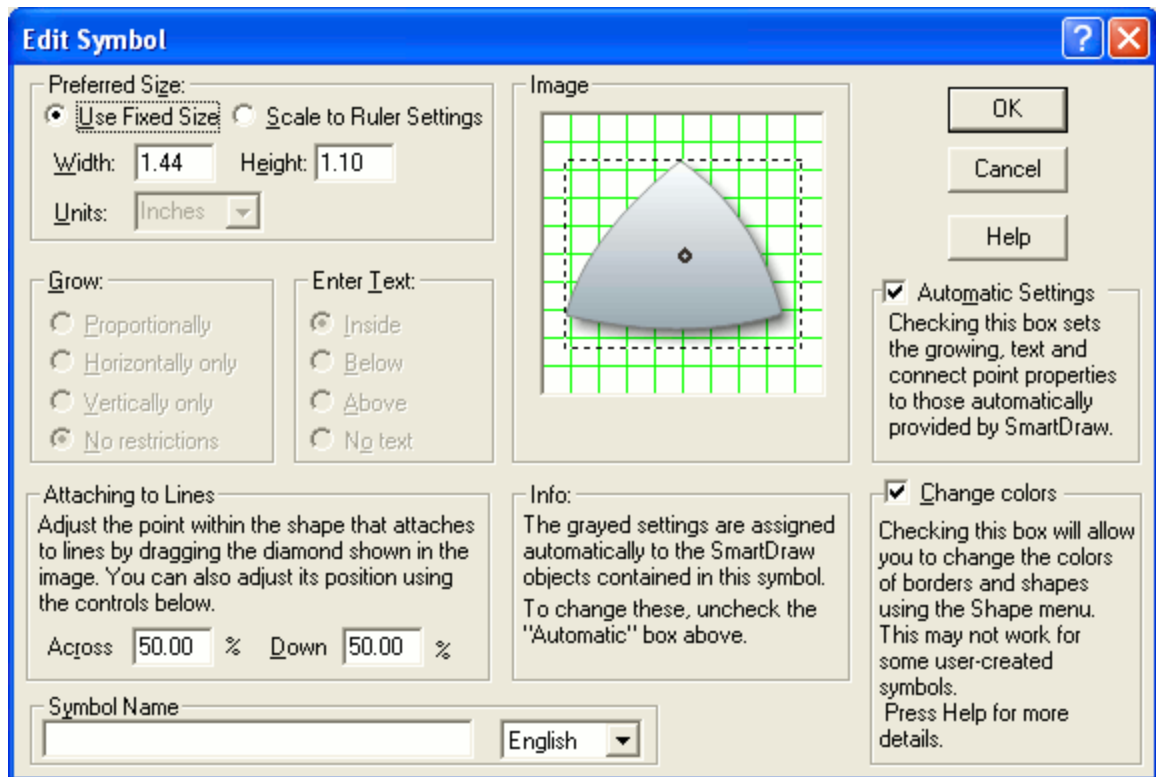 Edit Symbol
Preferred Size:
Use Fixed Size Scale to Ruler Settings
Width: 1.44 Height: 1.10
Units: Inches
Image
OK
Cancel
Help
Grow:
Proportionally
Horizontally only
Vertically only
No restrictions
Enter Text:
Inside
Below
Above
No text
Automatic Settings
Checking this box sets
the growing, text and
connect point properties
to those automatically
provided by SmartDraw.
Attaching to Lines
Adjust the point within the shape that attaches
to lines by dragging the diamond shown in the
image. You can also adjust its position using
the controls below.
Across 50.00 % Down 50.00 %
Info:
The grayed settings are assigned
automatically to the SmartDraw
objects contained in this symbol.
To change these, uncheck the
"Automatic" box above.
Change colors
Checking this box will allow
you to change the colors
of borders and shapes
using the Shape menu.
This may not work for
some user-created
symbols.
Press Help for more
details.
Symbol Name
English